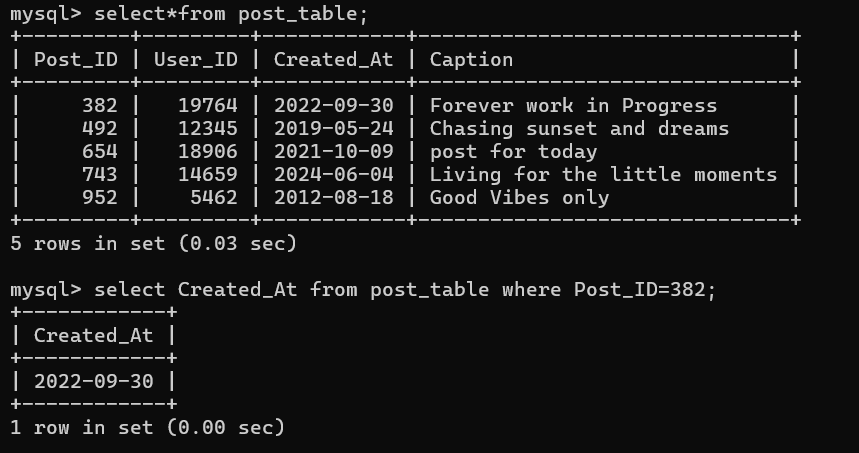 mysql> select*from post_table;
+---------+---------+------------+-------------------------------+
| Post_ID | User_ID | Created_At | Caption                       |
+---------+---------+------------+-------------------------------+
|     382 |   19764 | 2022-09-30 | Forever work in Progress      |
|     492 |   12345 | 2019-05-24 | Chasing sunset and dreams     |
|     654 |   18906 | 2021-10-09 | post for today                |
|     743 |   14659 | 2024-06-04 | Living for the little moments |
|     952 |    5462 | 2012-08-18 | Good Vibes only               |
+---------+---------+------------+-------------------------------+
5 rows in set (0.03 sec)

mysql> select Created_At from post_table where Post_ID=382;
+------------+
| Created_At |
+------------+
| 2022-09-30 |
+------------+
1 row in set (0.00 sec)